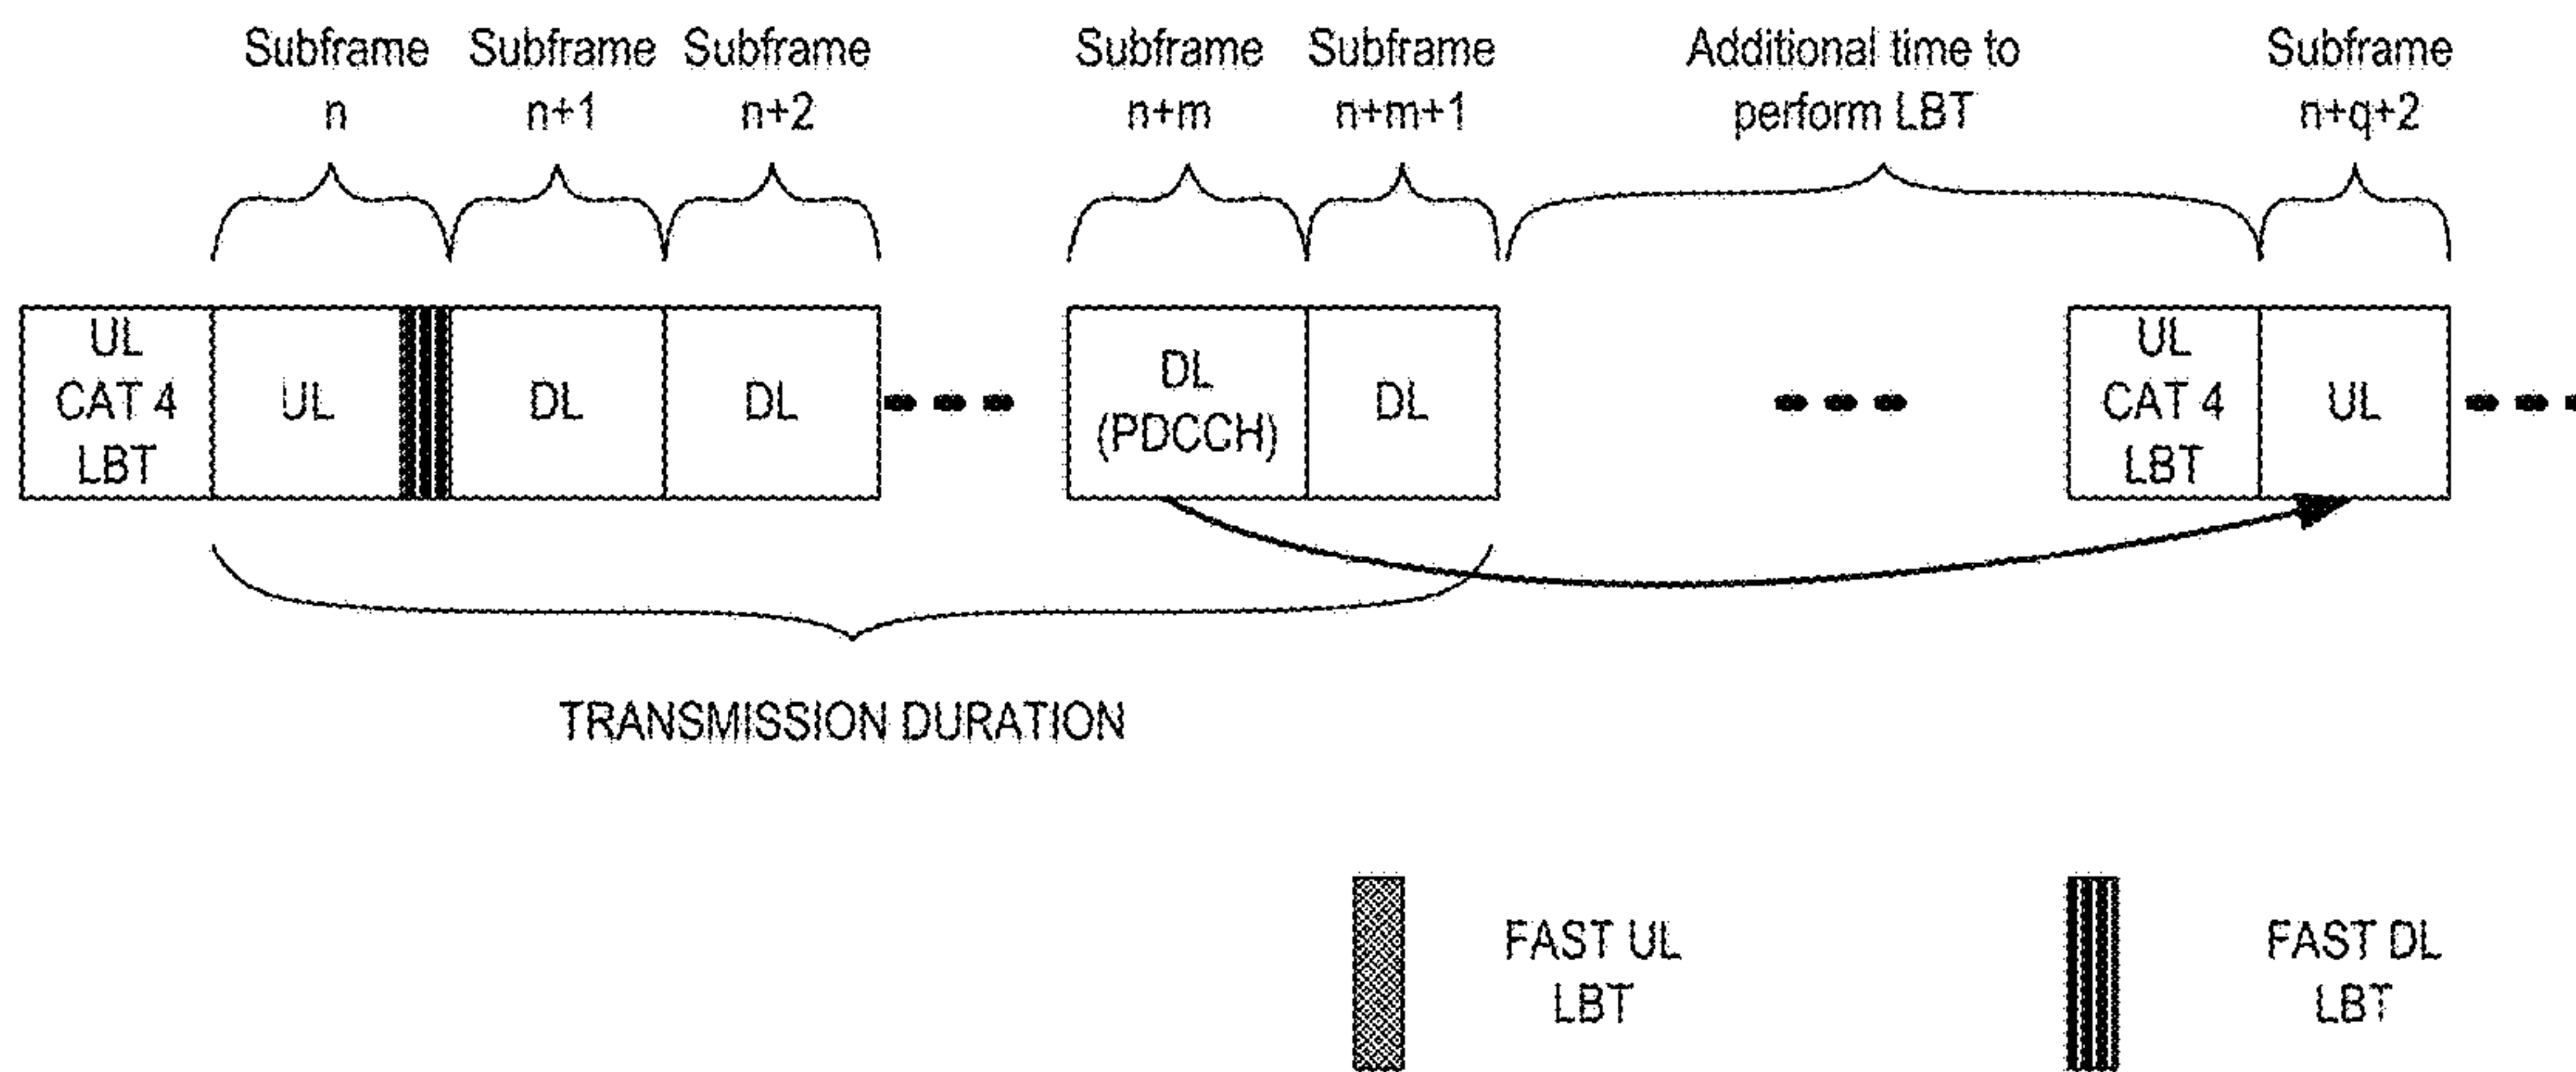 Subframe n
Subframe n+1
Subframe n+2
Subframe n+m
Subframe n+m+1
Additional time to
perform LBT
Subframe n+q+2
UL
CAT 4
LBT
UL
DL
DL
DL
(PDCCH)
DL
UL
CAT 4
LBT
UL
TRANSMISSION DURATION
FAST UL
LBT
FAST DL
LBT